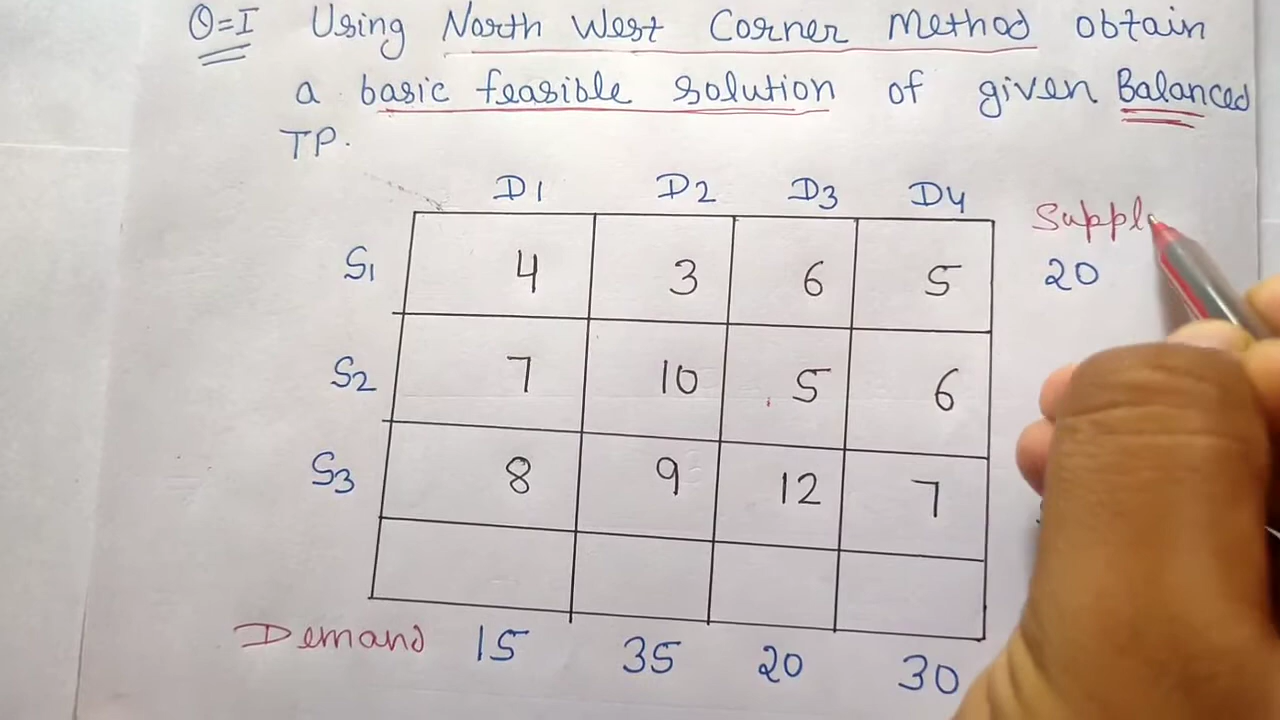 Q=I Using North West Corner Method obtain
a basic feasible solution of given Balanced
TP.
D1 D2 D3 D4 Suppl
S1 4 3 6 5 20
S2 7 10 5 6
S3 8 9 12 7
Demand 15 35 20 30